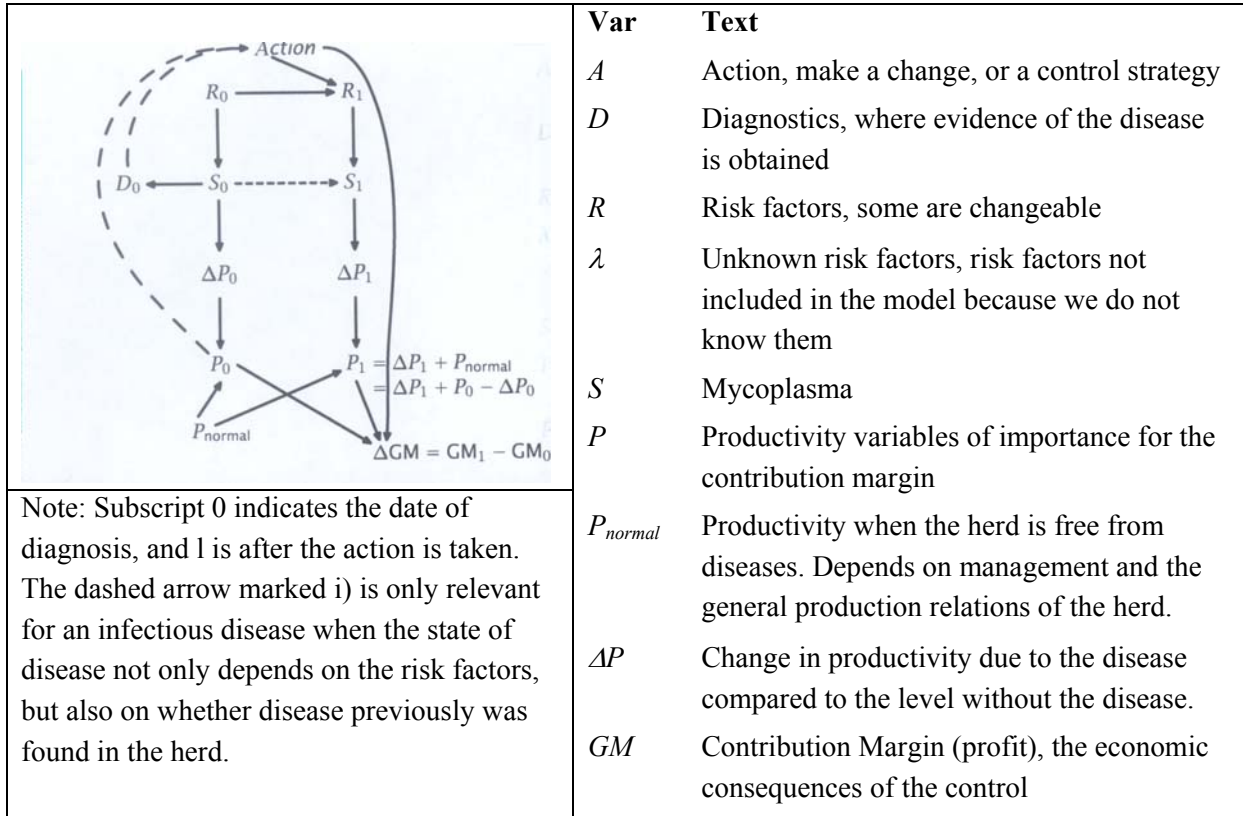 Action
R0 R1
D0 S0 S1
ΔP0 ΔP1
P0 P1 = ΔP1 + Pnormal
= ΔP1 + P0 − ΔP0
Pnormal
ΔGM = GM1 − GM0
Note: Subscript 0 indicates the date of
diagnosis, and l is after the action is taken.
The dashed arrow marked i) is only relevant
for an infectious disease when the state of
disease not only depends on the risk factors,
but also on whether disease previously was
found in the herd.
Var Text
A Action, make a change, or a control strategy
D Diagnostics, where evidence of the disease
is obtained
R Risk factors, some are changeable
λ Unknown risk factors, risk factors not
included in the model because we do not
know them
S Mycoplasma
P Productivity variables of importance for the
contribution margin
Pnormal Productivity when the herd is free from
diseases. Depends on management and the
general production relations of the herd.
ΔP Change in productivity due to the disease
compared to the level without the disease.
GM Contribution Margin (profit), the economic
consequences of the control